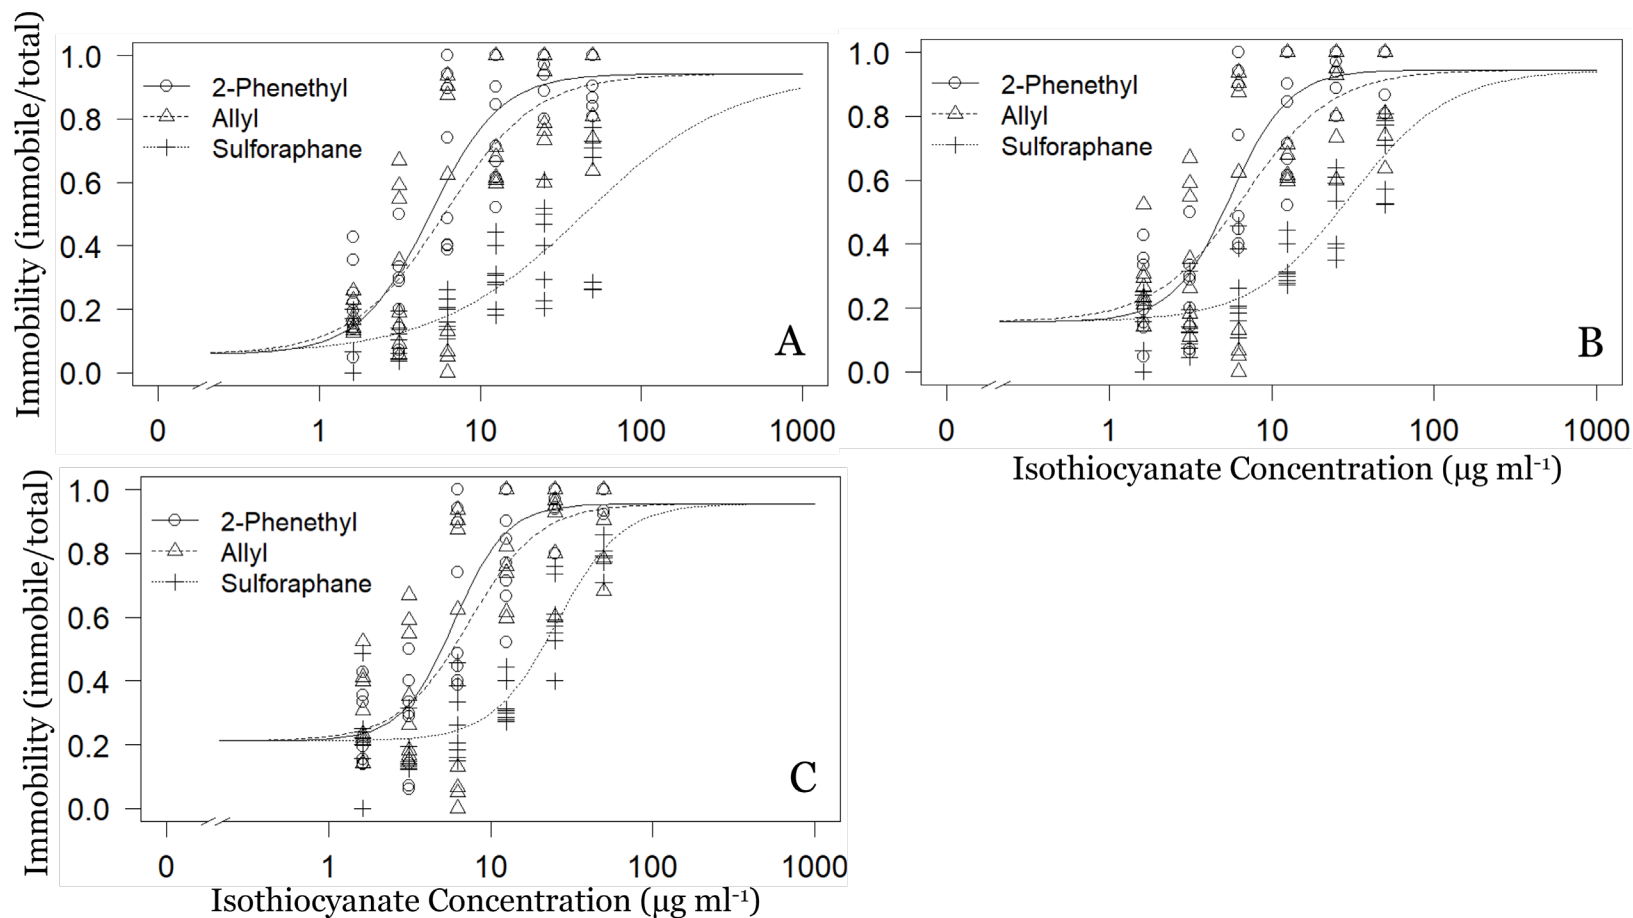 Immobility (immobile/total)
1.0
0.8
0.6
0.4
0.2
0.0
2-Phenethyl
Allyl
Sulforaphane
A
0 1 10 100 1000
1.0
0.8
0.6
0.4
0.2
0.0
2-Phenethyl
Allyl
Sulforaphane
B
0 1 10 100 1000
Isothiocyanate Concentration (µg ml⁻¹)
Immobility (immobile/total)
1.0
0.8
0.6
0.4
0.2
0.0
2-Phenethyl
Allyl
Sulforaphane
C
0 1 10 100 1000
Isothiocyanate Concentration (µg ml⁻¹)